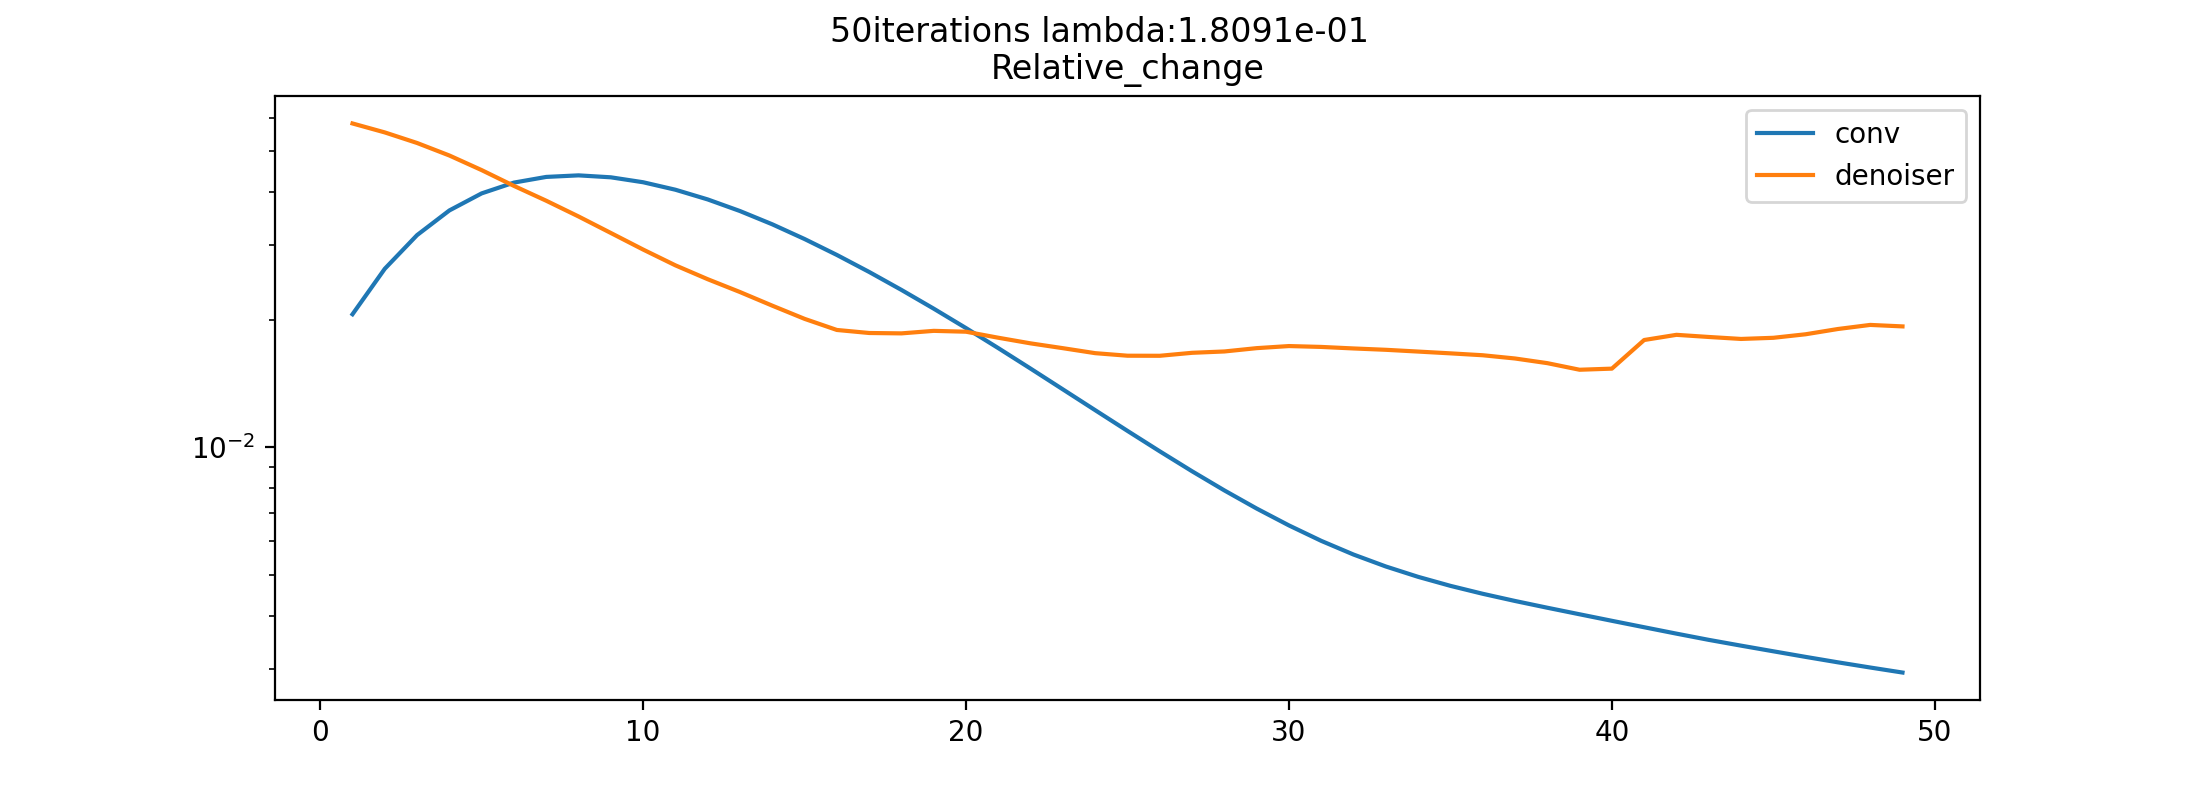 50iterations lambda:1.8091e-01
Relative_change
conv
denoiser
10⁻²
0 10 20 30 40 50